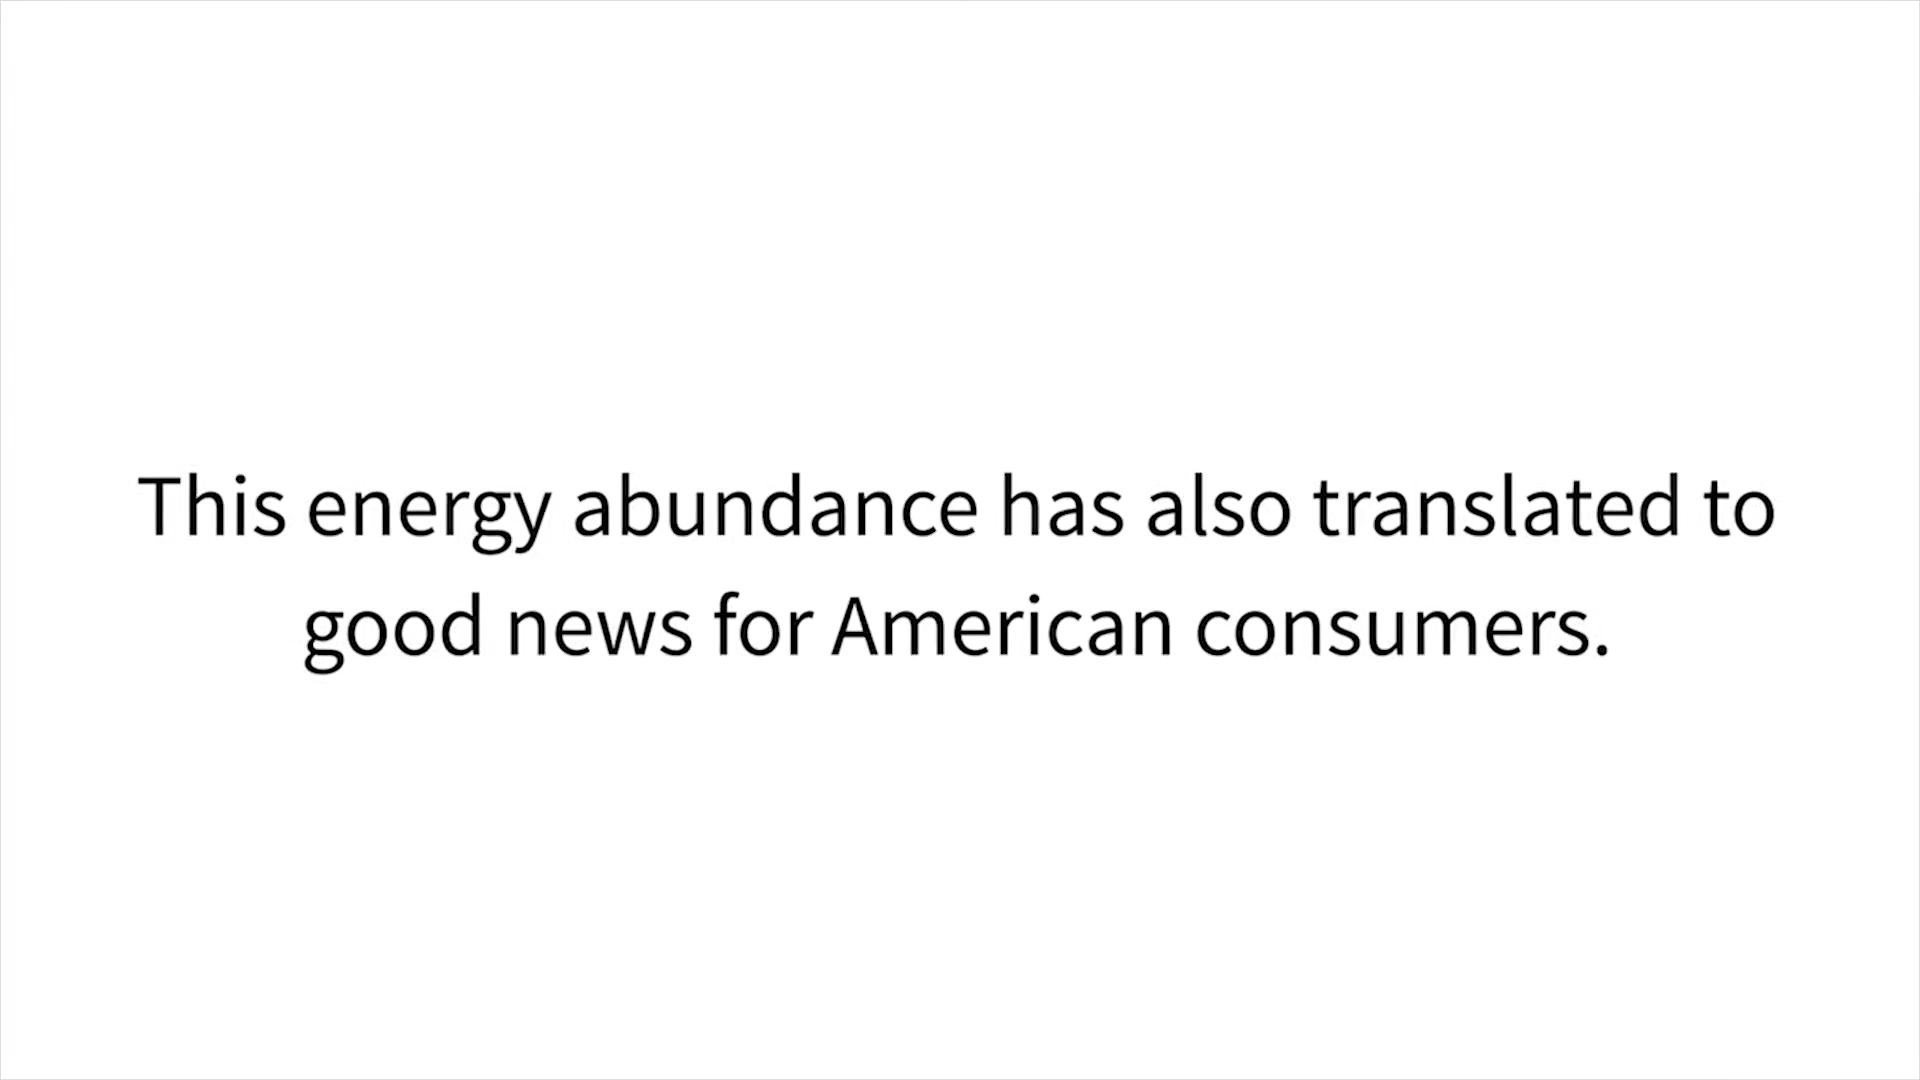 This energy abundance has also translated to
good news for American consumers.